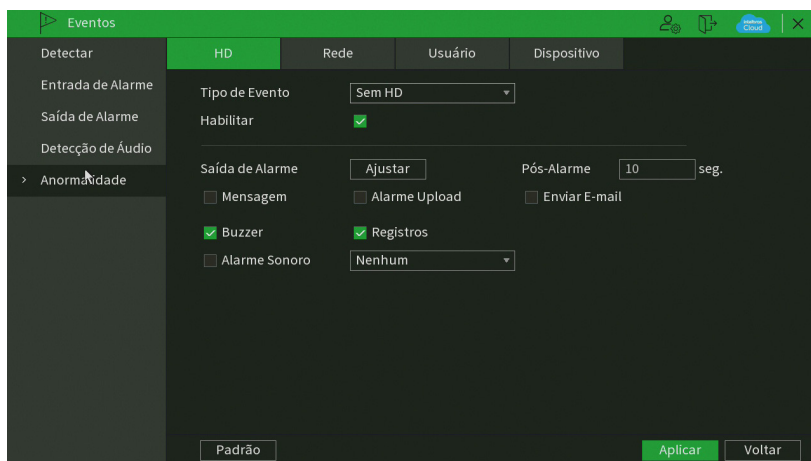 Eventos
intelbras Cloud
Detectar
Entrada de Alarme
Saída de Alarme
Detecção de Áudio
Anormalidade
HD Rede Usuário Dispositivo
Tipo de Evento Sem HD
Habilitar
Saída de Alarme Ajustar Pós-Alarme 10 seg.
Mensagem Alarme Upload Enviar E-mail
Buzzer Registros
Alarme Sonoro Nenhum
Padrão Aplicar Voltar